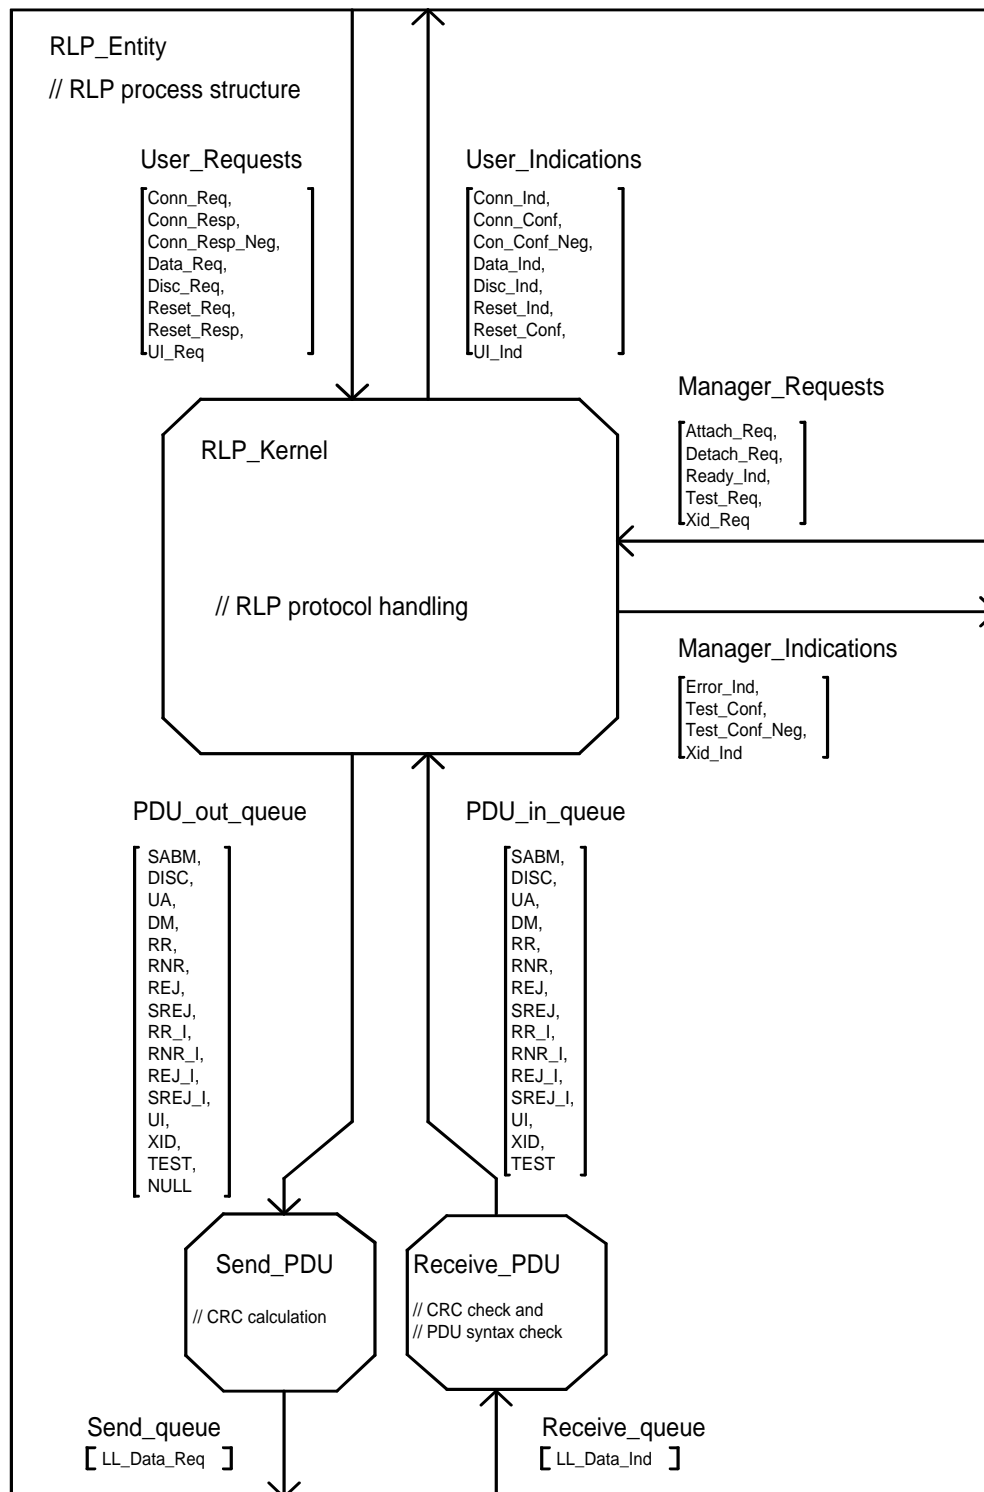 RLP_Entity
// RLP process structure
User_Requests
Conn_Req,
Conn_Resp,
Conn_Resp_Neg,
Data_Req,
Disc_Req,
Reset_Req,
Reset_Resp,
UI_Req
User_Indications
Conn_Ind,
Conn_Conf,
Con_Conf_Neg,
Data_Ind,
Disc_Ind,
Reset_Ind,
Reset_Conf,
UI_Ind
Manager_Requests
Attach_Req,
Detach_Req,
Ready_Ind,
Test_Req,
Xid_Req
RLP_Kernel
// RLP protocol handling
Manager_Indications
Error_Ind,
Test_Conf,
Test_Conf_Neg,
Xid_Ind
PDU_out_queue
SABM,
DISC,
UA,
DM,
RR,
RNR,
REJ,
SREJ,
RR_I,
RNR_I,
REJ_I,
SREJ_I,
UI,
XID,
TEST,
NULL
PDU_in_queue
SABM,
DISC,
UA,
DM,
RR,
RNR,
REJ,
SREJ,
RR_I,
RNR_I,
REJ_I,
SREJ_I,
UI,
XID,
TEST
Send_PDU
// CRC calculation
Receive_PDU
// CRC check and
// PDU syntax check
Send_queue
[ LL_Data_Req ]
Receive_queue
[ LL_Data_Ind ]